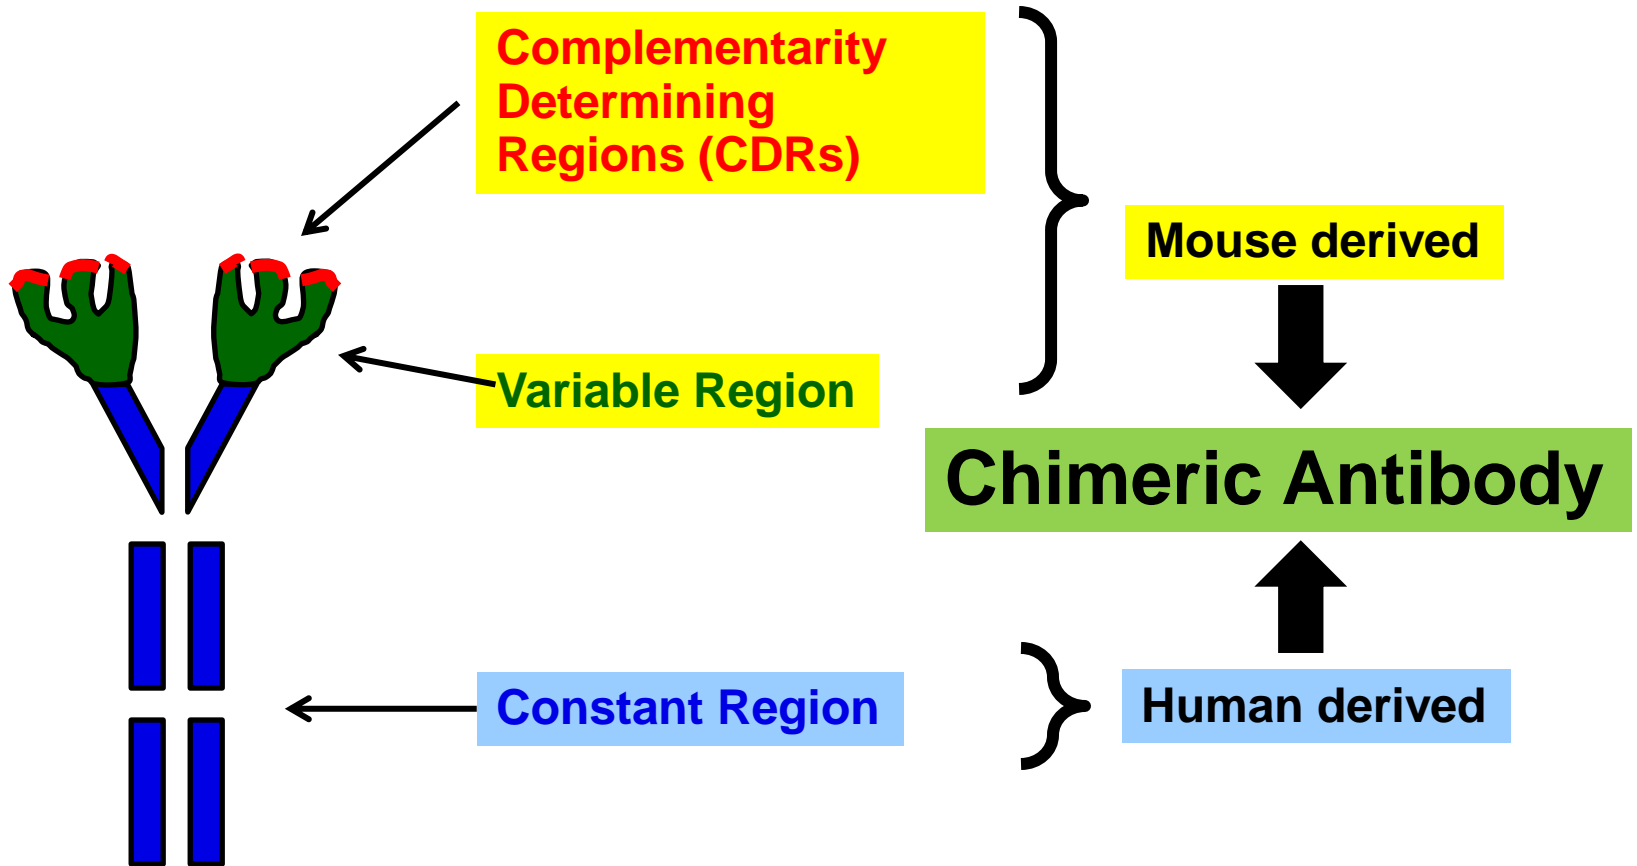 Complementarity
Determining
Regions (CDRs)
Mouse derived
Variable Region
Chimeric Antibody
Constant Region
Human derived